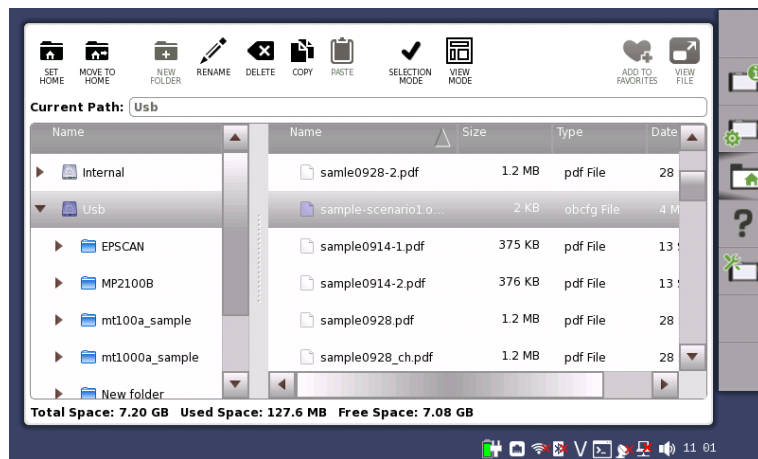 SET HOME MOVE TO HOME NEW FOLDER RENAME DELETE COPY PASTE SELECTION MODE VIEW MODE ADD TO FAVORITES VIEW FILE
Current Path: Usb
Name Name Size Type Date
Internal samle0928-2.pdf 1.2 MB pdf File 28
Usb sample-scenario1.o... 2 KB obcfg File 4 M
EPSCAN sample0914-1.pdf 375 KB pdf File 13
MP2100B sample0914-2.pdf 376 KB pdf File 13
mt100a_sample sample0928.pdf 1.2 MB pdf File 28
mt1000a_sample sample0928_ch.pdf 1.2 MB pdf File 28
New folder
Total Space: 7.20 GB Used Space: 127.6 MB Free Space: 7.08 GB
V 11 01